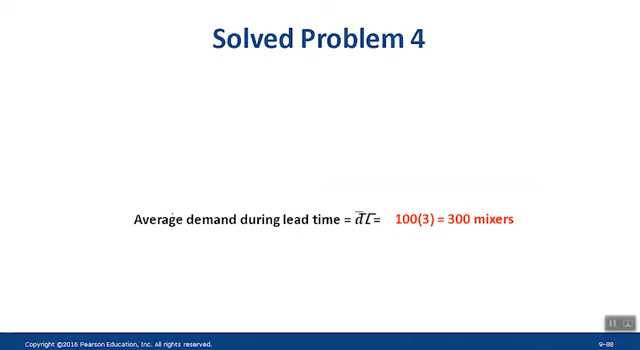 Solved Problem 4
Average demand during lead time = d̅L̅ = 100(3) = 300 mixers
Copyright ©2016 Pearson Education, Inc. All rights reserved. 9-88